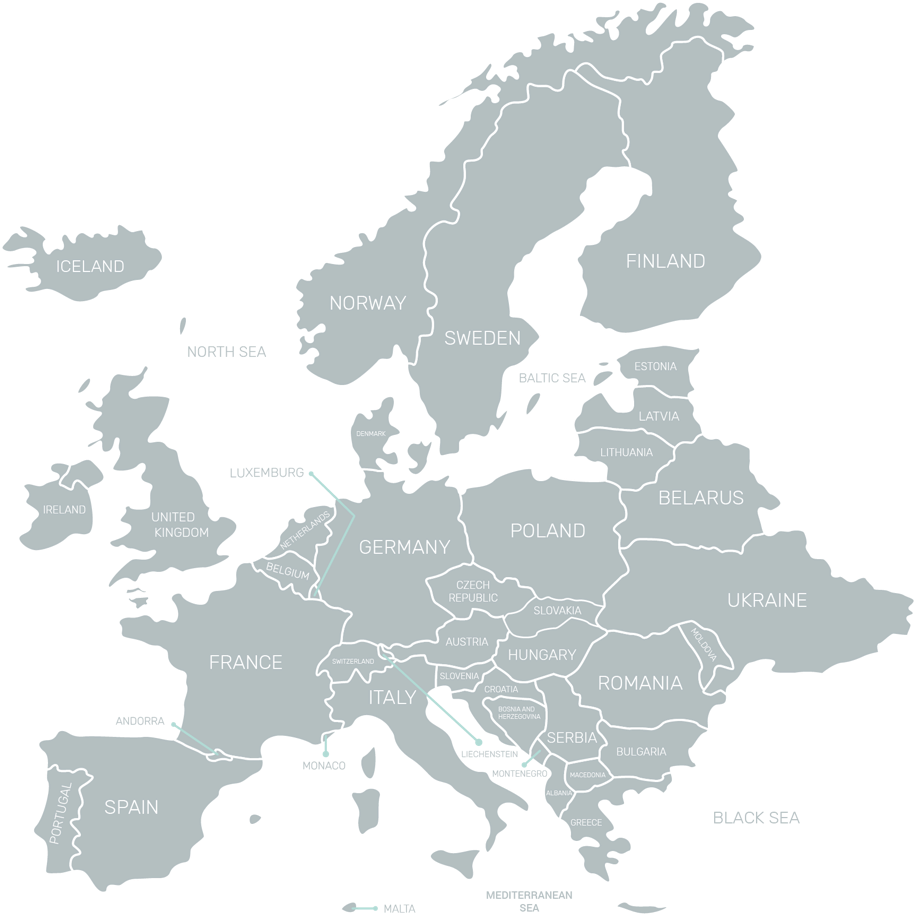 ICELAND
FINLAND
NORWAY
SWEDEN
NORTH SEA
BALTIC SEA
ESTONIA
LATVIA
DENMARK
LITHUANIA
LUXEMBURG
BELARUS
IRELAND
UNITED
KINGDOM
NETHERLANDS
POLAND
GERMANY
BELGIUM
CZECH
REPUBLIC
UKRAINE
SLOVAKIA
AUSTRIA
MOLDOVA
HUNGARY
FRANCE
SWITZERLAND
SLOVENIA
ROMANIA
CROATIA
ITALY
BOSNIA AND
HERZEGOVINA
ANDORRA
SERBIA
BULGARIA
LIECHENSTEIN
MONACO
MONTENEGRO
MACEDONIA
ALBANIA
SPAIN
PORTUGAL
BLACK SEA
GREECE
MEDITERRANEAN
SEA
MALTA